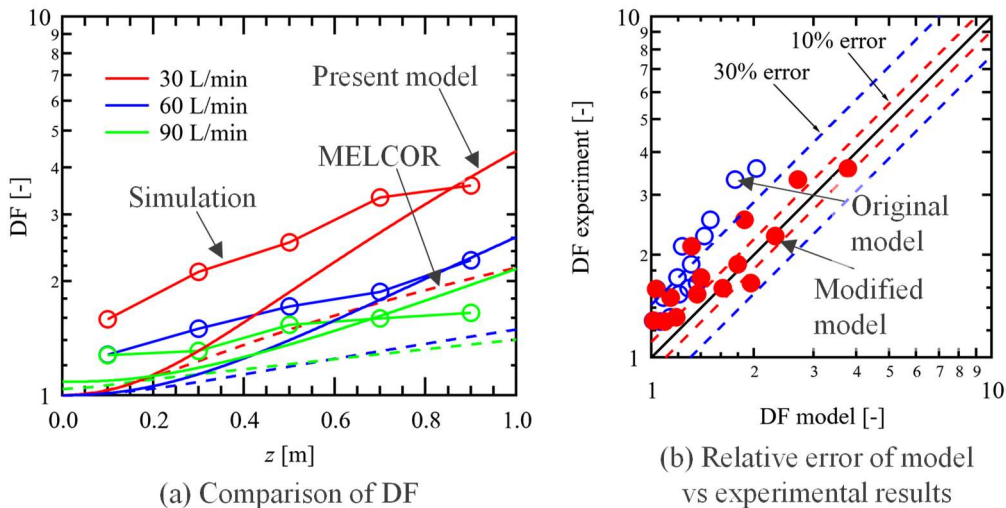 10
9
8
7
6
5
4
3
2
1
DF [-]
30 L/min
60 L/min
90 L/min
Present model
MELCOR
Simulation
0.0
0.2
0.4
0.6
0.8
1.0
z [m]
(a) Comparison of DF
10
9
8
7
6
5
4
3
2
1
DF experiment [-]
10% error
30% error
Original
model
Modified
model
1
2
3
4
5
6
7
8
9
10
DF model [-]
(b) Relative error of model
vs experimental results